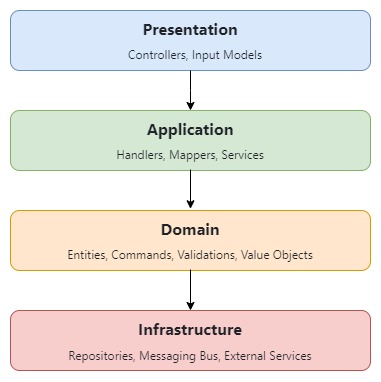 Presentation
Controllers, Input Models
Application
Handlers, Mappers, Services
Domain
Entities, Commands, Validations, Value Objects
Infrastructure
Repositories, Messaging Bus, External Services